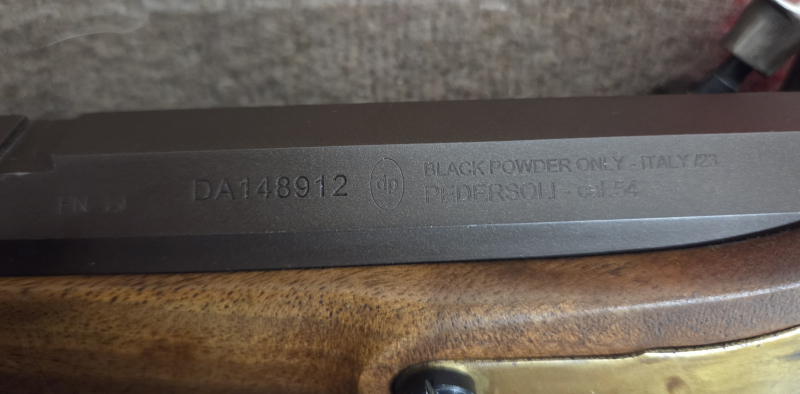 DA148912
dp
BLACK POWDER ONLY - ITALY /23
PEDERSOLI - cal.54